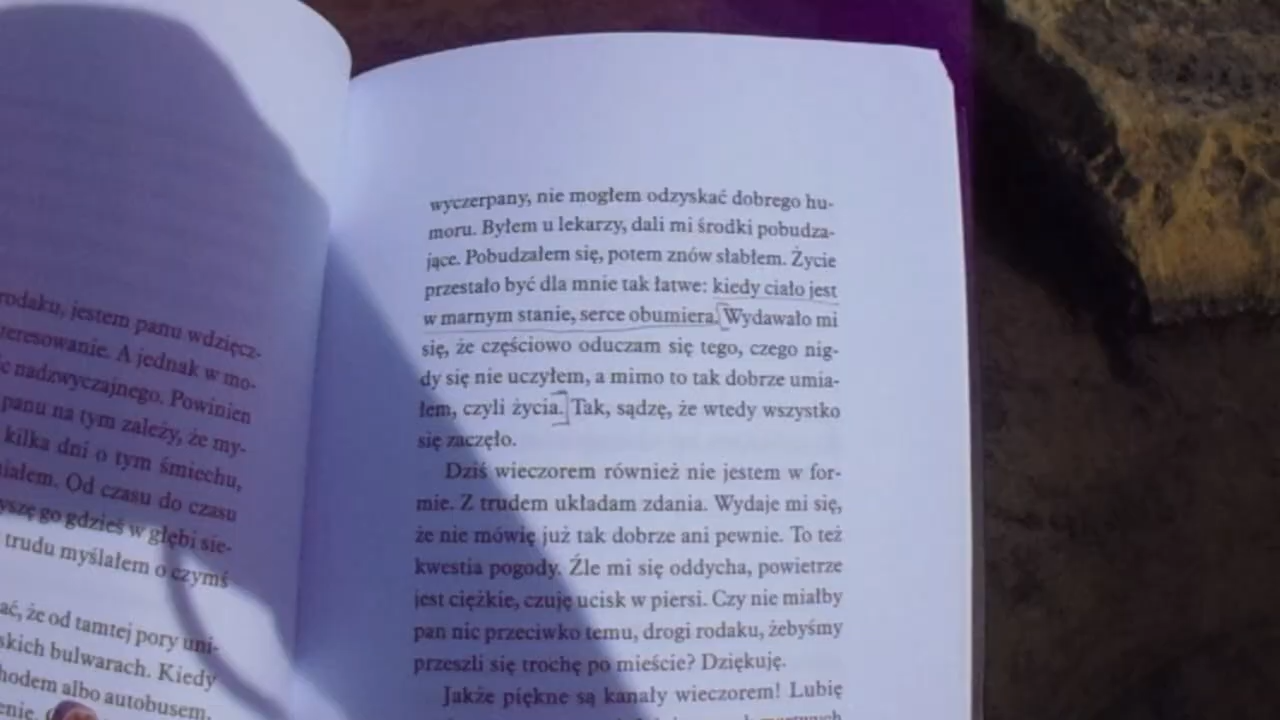 rodaku, jestem panu wdzięcz-
teresowanie. A jednak w mo-
c nadzwyczajnego. Powinien
panu na tym zależy, że my-
kilka dni o tym śmiechu,
miałem. Od czasu do czasu
yszę go gdzieś w głębi sie-
trudu myślałem o czymś
ać, że od tamtej pory uni-
skich bulwarach. Kiedy
hodem albo autobusem,
enie.
wyczerpany, nie mogłem odzyskać dobrego hu-
moru. Byłem u lekarzy, dali mi środki pobudza-
jące. Pobudzałem się, potem znów słabłem. Życie
przestało być dla mnie tak łatwe: kiedy ciało jest
w marnym stanie, serce obumiera. Wydawało mi
się, że częściowo oduczam się tego, czego nig-
dy się nie uczyłem, a mimo to tak dobrze umia-
łem, czyli życia. Tak, sądzę, że wtedy wszystko
się zaczęło.
Dziś wieczorem również nie jestem w for-
mie. Z trudem układam zdania. Wydaje mi się,
że nie mówię już tak dobrze ani pewnie. To też
kwestia pogody. Źle mi się oddycha, powietrze
jest ciężkie, czuję ucisk w piersi. Czy nie miałby
pan nic przeciwko temu, drogi rodaku, żebyśmy
przeszli się trochę po mieście? Dziękuję.
Jakże piękne są kanały wieczorem! Lubię